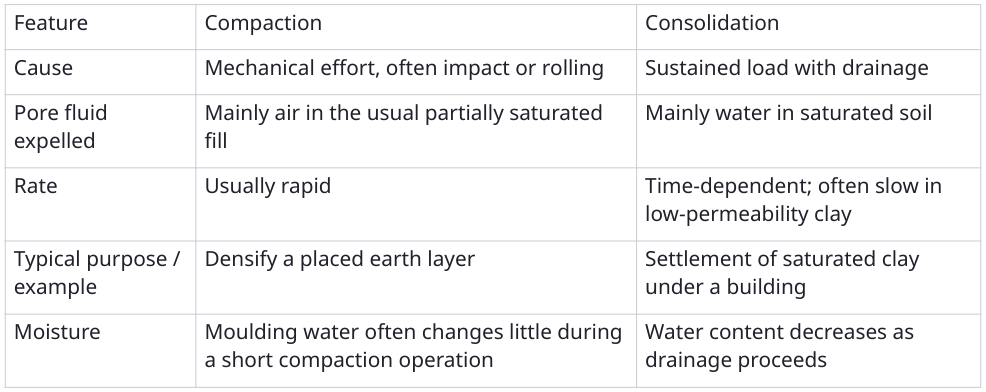 Feature
Compaction
Consolidation
Cause
Mechanical effort, often impact or rolling
Sustained load with drainage
Pore fluid
expelled
Mainly air in the usual partially saturated
fill
Mainly water in saturated soil
Rate
Usually rapid
Time-dependent; often slow in
low-permeability clay
Typical purpose /
example
Densify a placed earth layer
Settlement of saturated clay
under a building
Moisture
Moulding water often changes little during
a short compaction operation
Water content decreases as
drainage proceeds